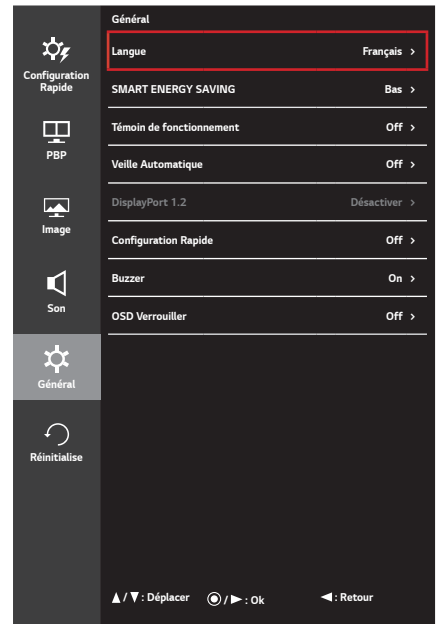 Général
Langue Français >
SMART ENERGY SAVING Bas >
Témoin de fonctionnement Off >
Veille Automatique Off >
DisplayPort 1.2 Désactiver >
Configuration Rapide Off >
Buzzer On >
OSD Verrouiller Off >
Configuration
Rapide
PBP
Image
Son
Général
Réinitialise
▲/▼: Déplacer ◉/►: Ok ◄: Retour